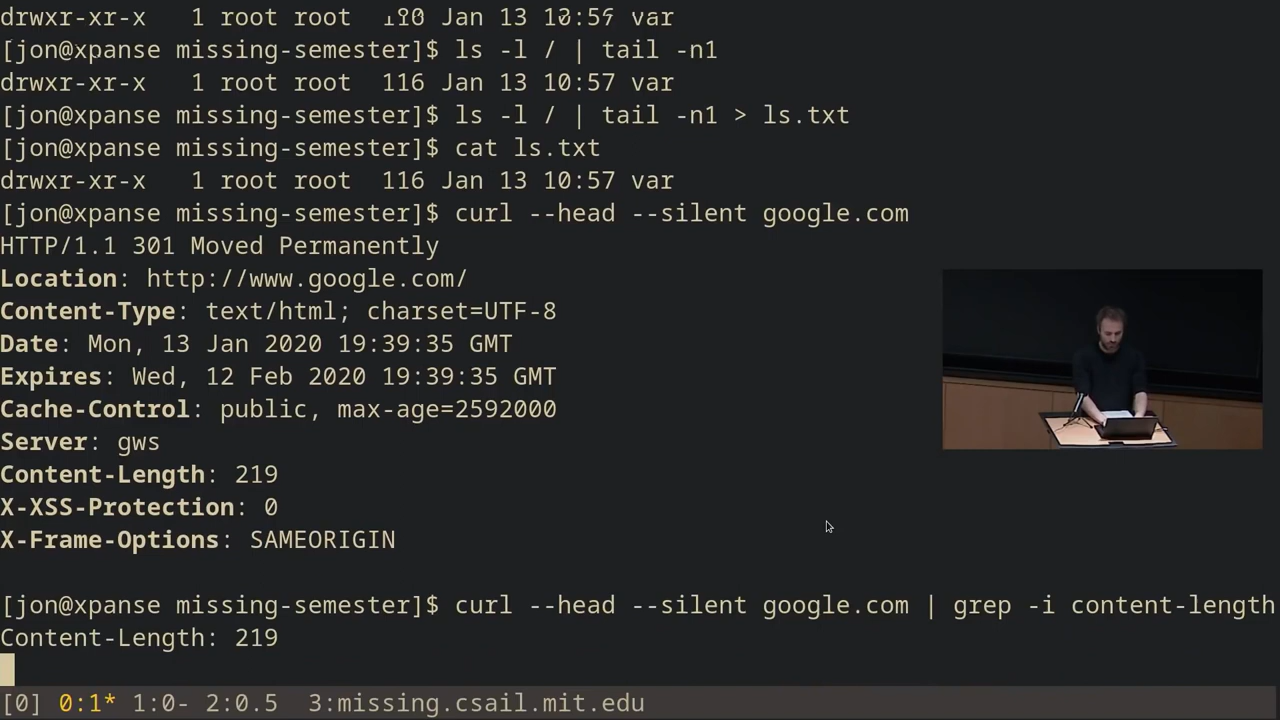 drwxr-xr-x   1 root root      Jan 13       var
[jon@xpanse missing-semester]$ ls -l / | tail -n1
drwxr-xr-x   1 root root  116 Jan 13 10:57 var
[jon@xpanse missing-semester]$ ls -l / | tail -n1 > ls.txt
[jon@xpanse missing-semester]$ cat ls.txt
drwxr-xr-x   1 root root  116 Jan 13 10:57 var
[jon@xpanse missing-semester]$ curl --head --silent google.com
HTTP/1.1 301 Moved Permanently
Location: http://www.google.com/
Content-Type: text/html; charset=UTF-8
Date: Mon, 13 Jan 2020 19:39:35 GMT
Expires: Wed, 12 Feb 2020 19:39:35 GMT
Cache-Control: public, max-age=2592000
Server: gws
Content-Length: 219
X-XSS-Protection: 0
X-Frame-Options: SAMEORIGIN
[jon@xpanse missing-semester]$ curl --head --silent google.com | grep -i content-length
Content-Length: 219
[0] 0:1* 1:0- 2:0.5  3:missing.csail.mit.edu